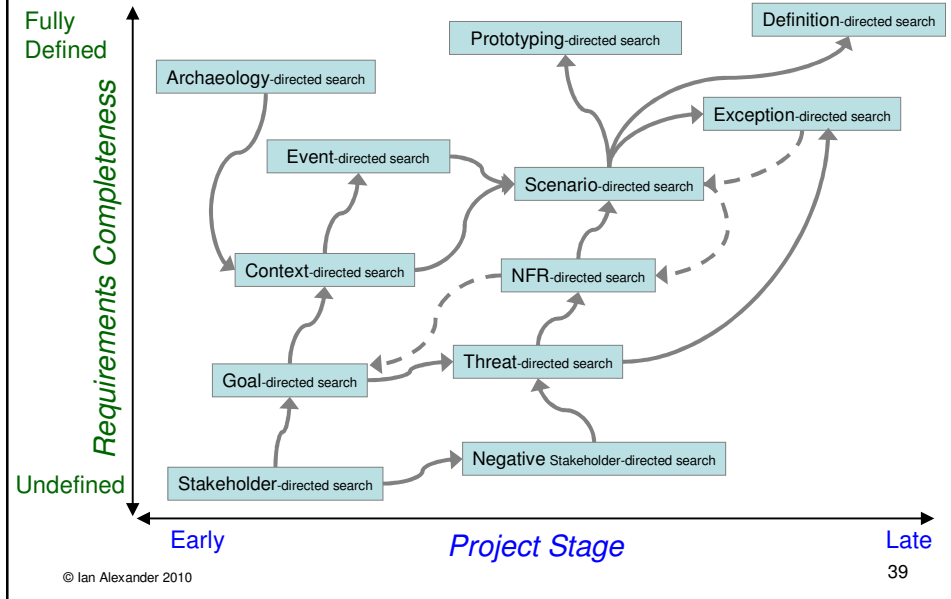 Fully
Defined
Definition-directed search
Prototyping-directed search
Archaeology-directed search
Exception-directed search
Event-directed search
Scenario-directed search
Context-directed search
NFR-directed search
Threat-directed search
Goal-directed search
Negative Stakeholder-directed search
Stakeholder-directed search
Requirements Completeness
Undefined
Early
Project Stage
Late
© Ian Alexander 2010
39